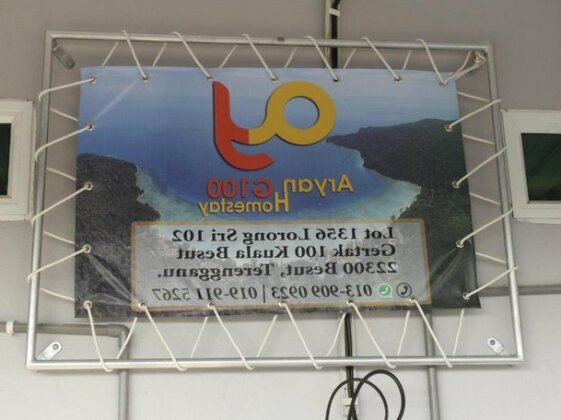 ay
Aryan G100
Homestay
Lot 1356 Lorong Sri 102
Gertak 100 Kuala Besut
22300 Besut, Terengganu.
013-909 0923 | 019-911 5267